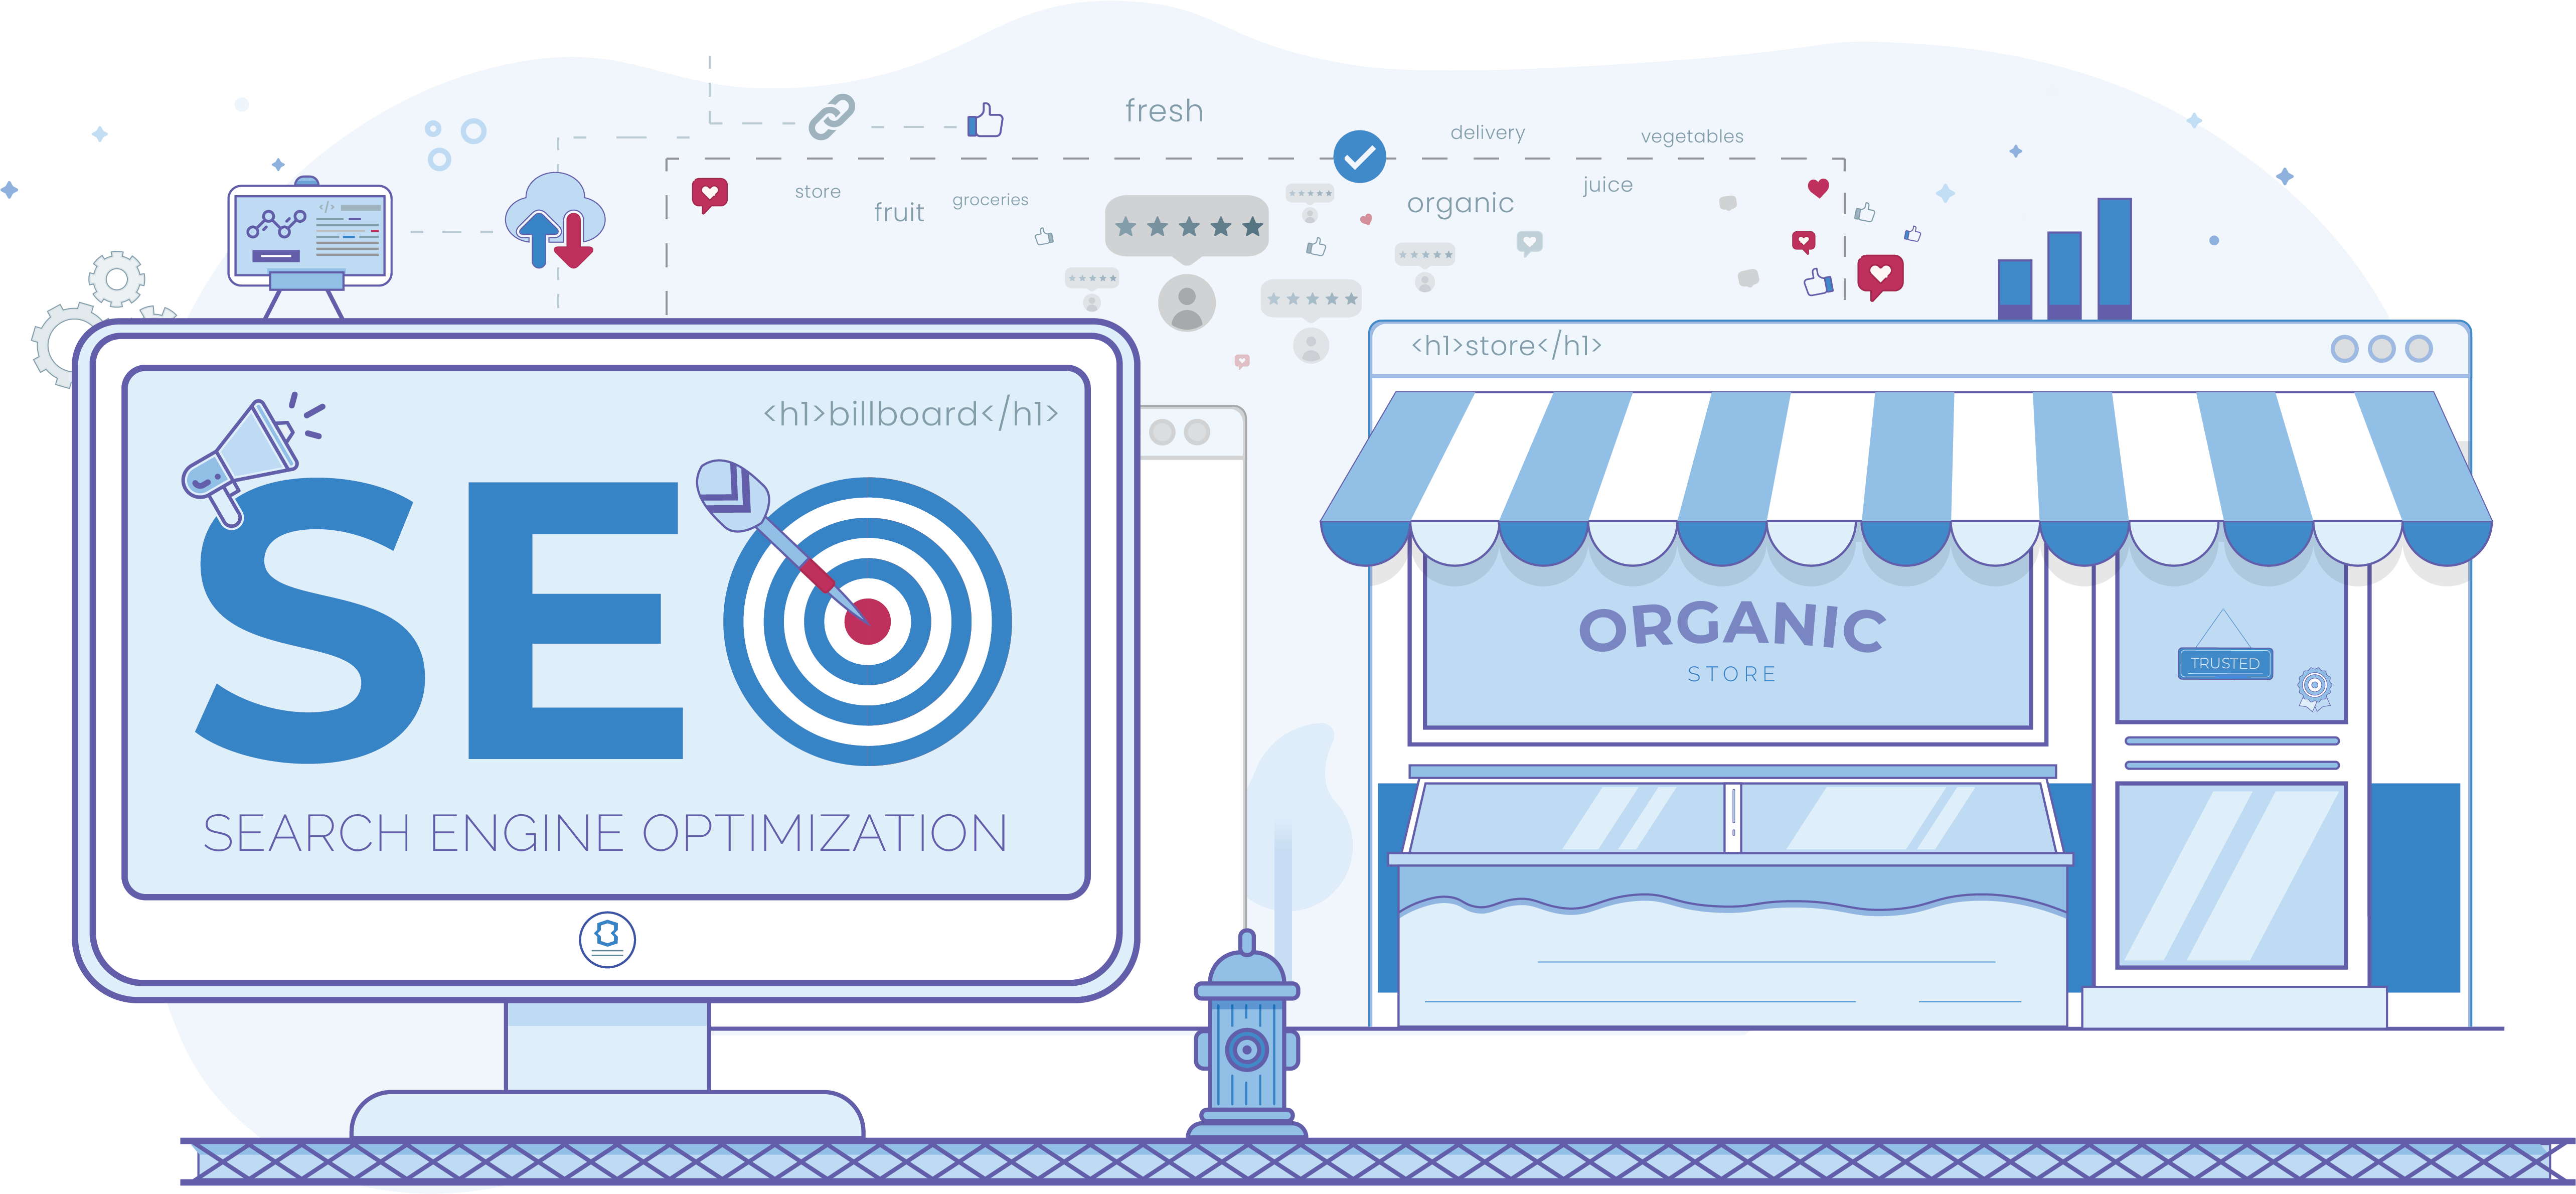 fresh
delivery
vegetables
store
fruit
groceries
organic
juice
</>
<h1>store</h1>
<h1>billboard</h1>
SEO
SEARCH ENGINE OPTIMIZATION
ORGANIC
STORE
TRUSTED